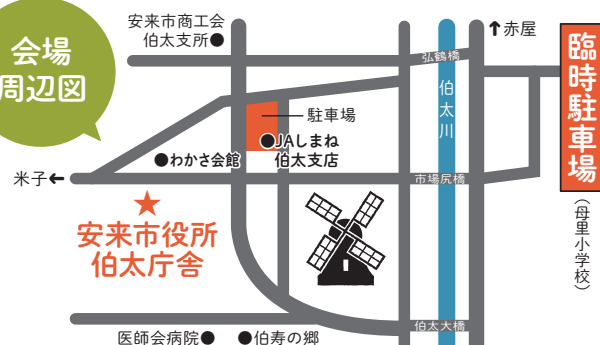 会場
周辺図
安来市商工会
伯太支所●
↑赤屋
弘鶴橋
伯太川
臨時駐車場
（母里小学校）
駐車場
●JAしまね
伯太支店
●わかさ会館
米子←
市場尻橋
★
安来市役所
伯太庁舎
伯太大橋
医師会病院●
●伯寿の郷